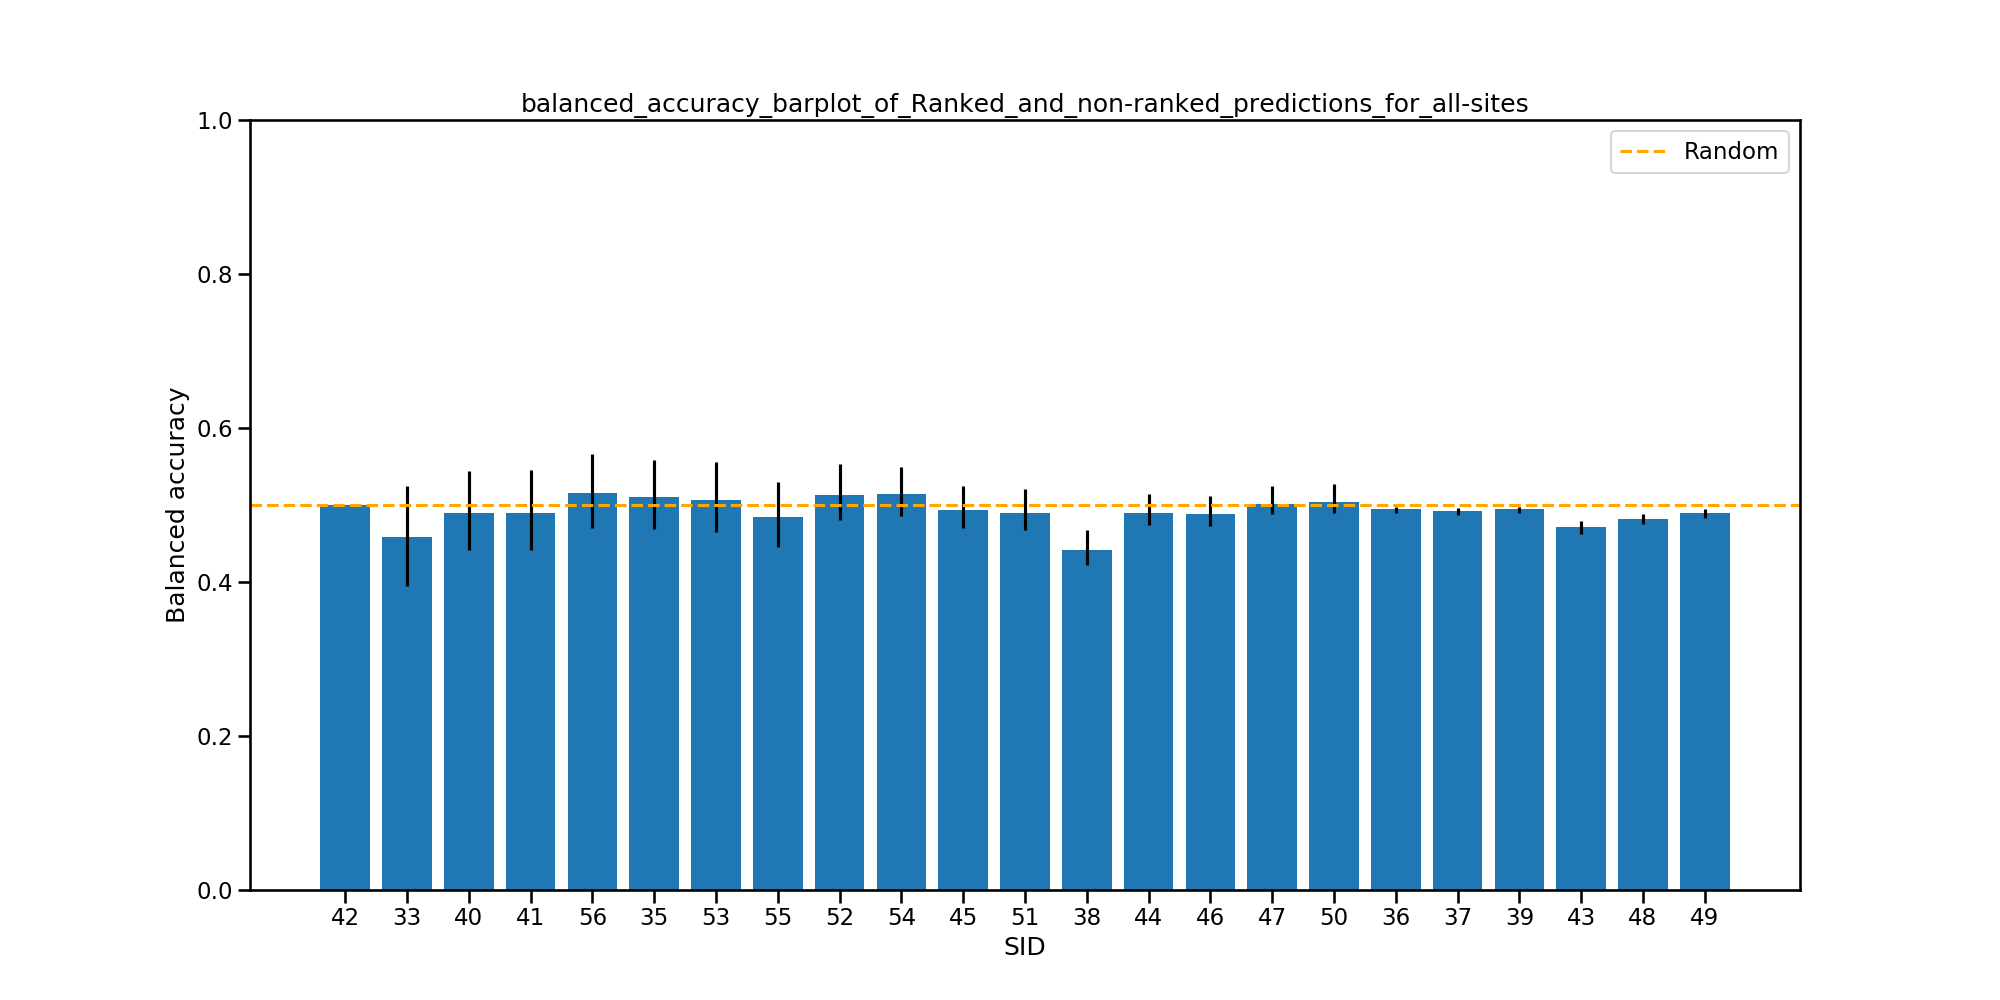 balanced_accuracy_barplot_of_Ranked_and_non-ranked_predictions_for_all-sites
Random
Balanced accuracy
1.0
0.8
0.6
0.4
0.2
0.0
42 33 40 41 56 35 53 55 52 54 45 51 38 44 46 47 50 36 37 39 43 48 49
SID